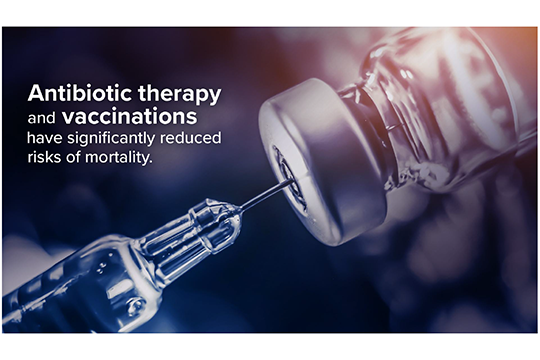 Antibiotic therapy
and vaccinations
have significantly reduced
risks of mortality.